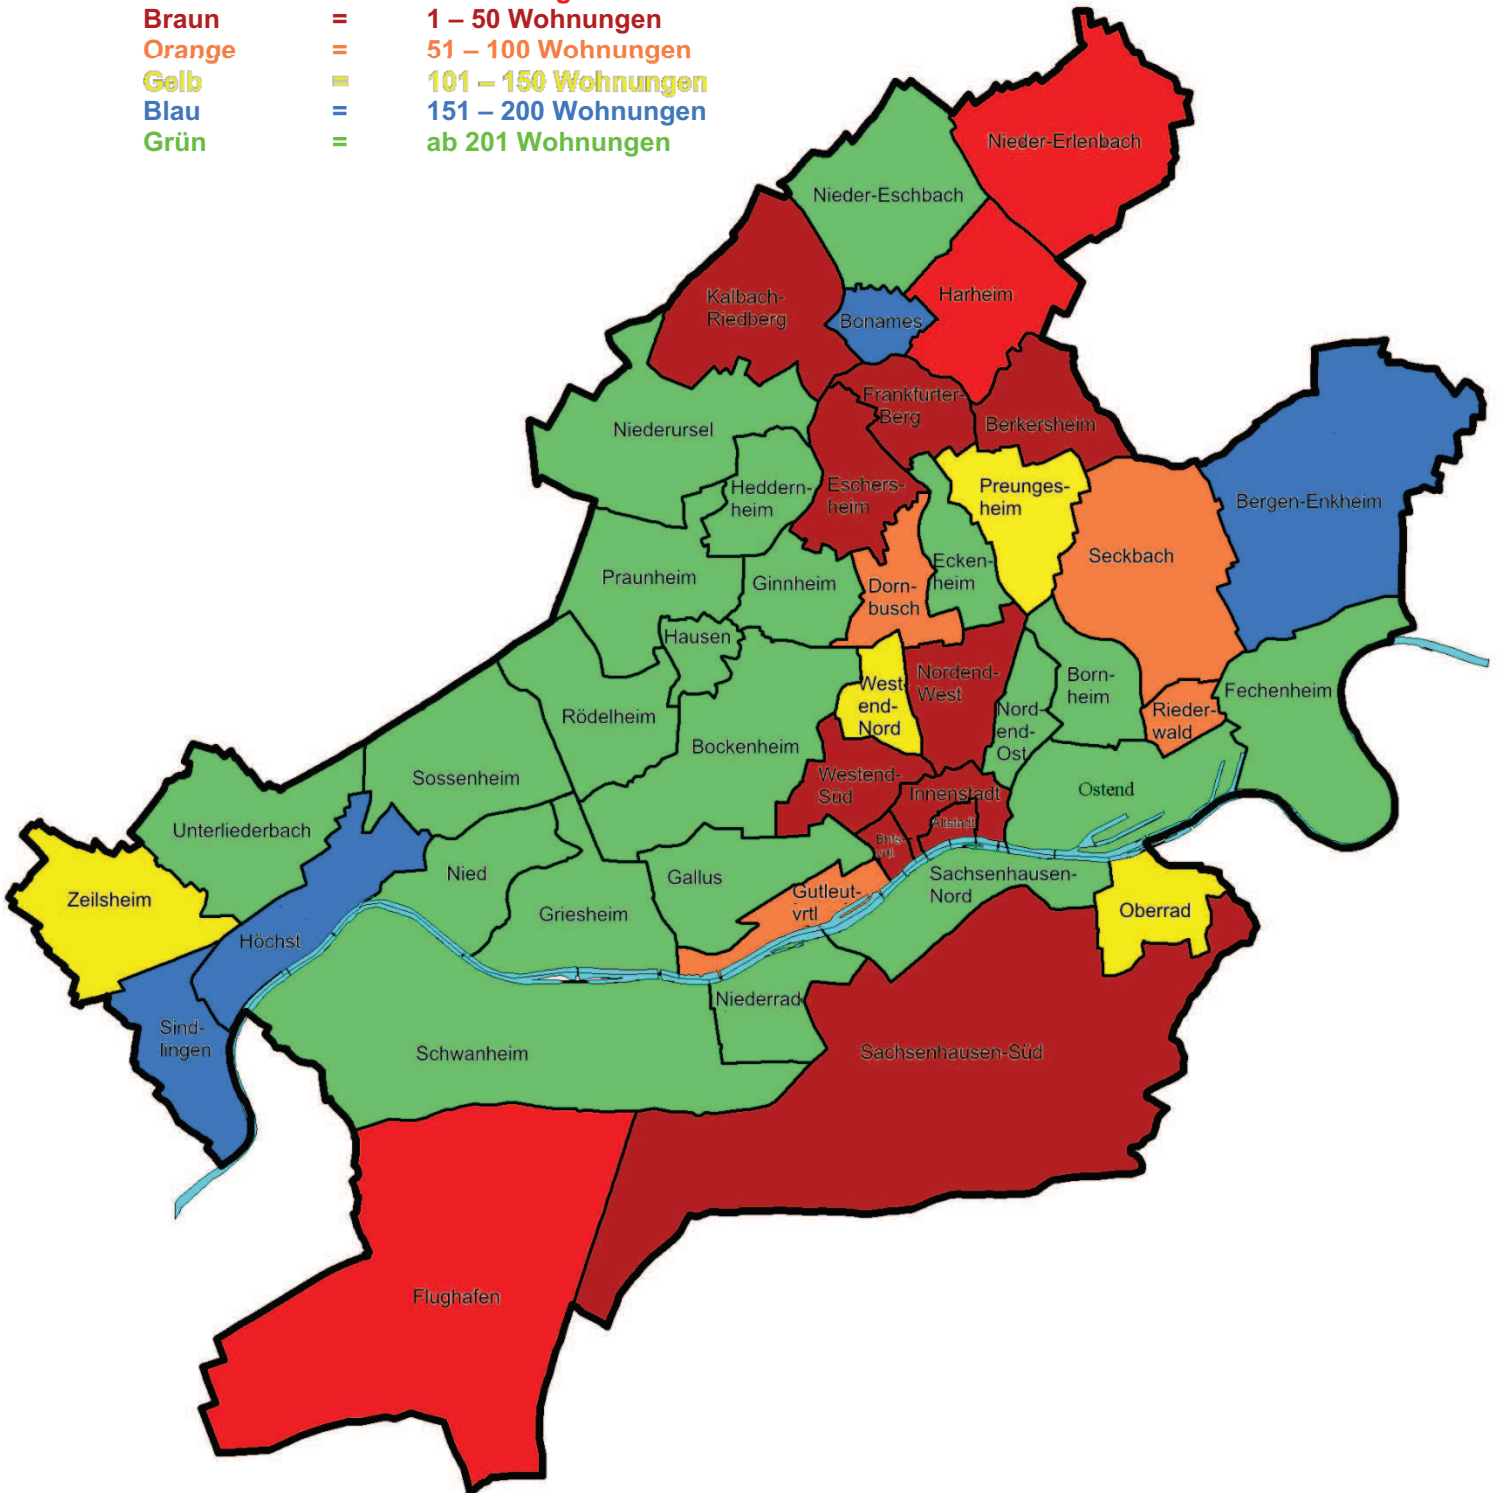 Braun = 1 – 50 Wohnungen
Orange = 51 – 100 Wohnungen
Gelb = 101 – 150 Wohnungen
Blau = 151 – 200 Wohnungen
Grün = ab 201 Wohnungen
Nieder-Erlenbach
Nieder-Eschbach
Kalbach-
Riedberg
Harheim
Bonames
Frankfurter-
Berg
Berkersheim
Niederursel
Heddern-
heim
Eschers-
heim
Preunges-
heim
Bergen-Enkheim
Seckbach
Praunheim
Ginnheim
Dorn-
busch
Ecken-
heim
Hausen
West-
end-
Nord
Nordend-
West
Born-
heim
Nord-
end-
Ost
Rieder-
wald
Fechenheim
Rödelheim
Bockenheim
Sossenheim
Westend-
Süd
Innenstadt
Altstadt
Ostend
Unterliederbach
Zeilsheim
Höchst
Nied
Griesheim
Gallus
Gutleut-
vrtl
Sachsenhausen-
Nord
Oberrad
Sind-
lingen
Niederrad
Schwanheim
Sachsenhausen-Süd
Flughafen